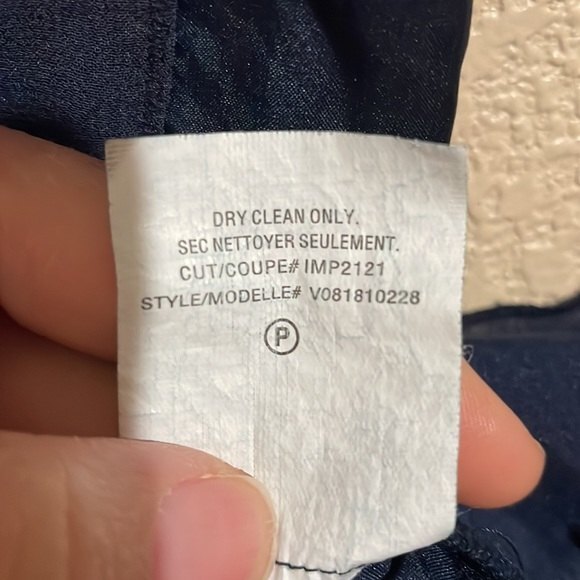 DRY CLEAN ONLY.
SEC NETTOYER SEULEMENT.
CUT/COUPE# IMP2121
STYLE/MODELLE# V081810228
P